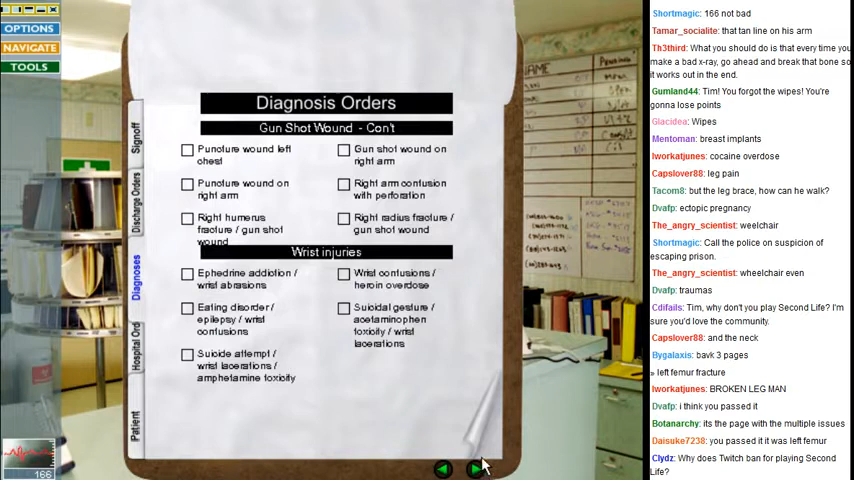 OPTIONS
NAVIGATE
TOOLS
166
Signoff
Discharge Orders
Diagnoses
Hospital Ord
Patient
Diagnosis Orders
Gun Shot Wound - Con't
Puncture wound left
chest
Gun shot wound on
right arm
Puncture wound on
right arm
Right arm contusion
with perforation
Right humerus
fracture / gun shot
wound
Right radius fracture /
gun shot wound
Wrist injuries
Ephedrine addiction /
wrist abrasions
Wrist contusions /
heroin overdose
Eating disorder /
epilepsy / wrist
contusions
Suicidal gesture /
acetaminophen
toxicity / wrist
lacerations
Suicide attempt /
wrist lacerations /
amphetamine toxicity
NAME
Shortmagic: 166 not bad
Tamar_socialite: that tan line on his arm
Th3third: What you should do is that every time you
make a bad x-ray, go ahead and break that bone so
it works out in the end.
Gumland44: Tim! You forgot the wipes! You're
gonna lose points
Glacidea: Wipes
Mentoman: breast implants
Iworkatjunes: cocaine overdose
Capslover88: leg pain
Tacom8: but the leg brace, how can he walk?
Dvafp: ectopic pregnancy
The_angry_scientist: weelchair
Shortmagic: Call the police on suspicion of
escaping prison.
The_angry_scientist: wheelchair even
Dvafp: traumas
Cdifails: Tim, why don't you play Second Life? I'm
sure you'd love the community.
Capslover88: and the neck
Bygalaxis: bavk 3 pages
» left femur fracture
Iworkatjunes: BROKEN LEG MAN
Dvafp: i think you passed it
Botanarchy: its the page with the multiple issues
Daisuke7238: you passed it it was left femur
Clydz: Why does Twitch ban for playing Second
Life?